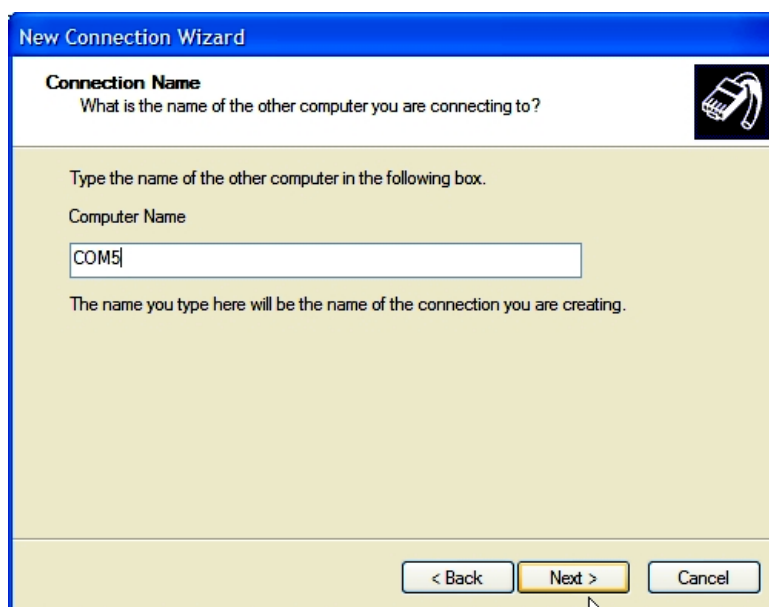 New Connection Wizard
Connection Name
What is the name of the other computer you are connecting to?
Type the name of the other computer in the following box.
Computer Name
COM5
The name you type here will be the name of the connection you are creating.
< Back Next > Cancel